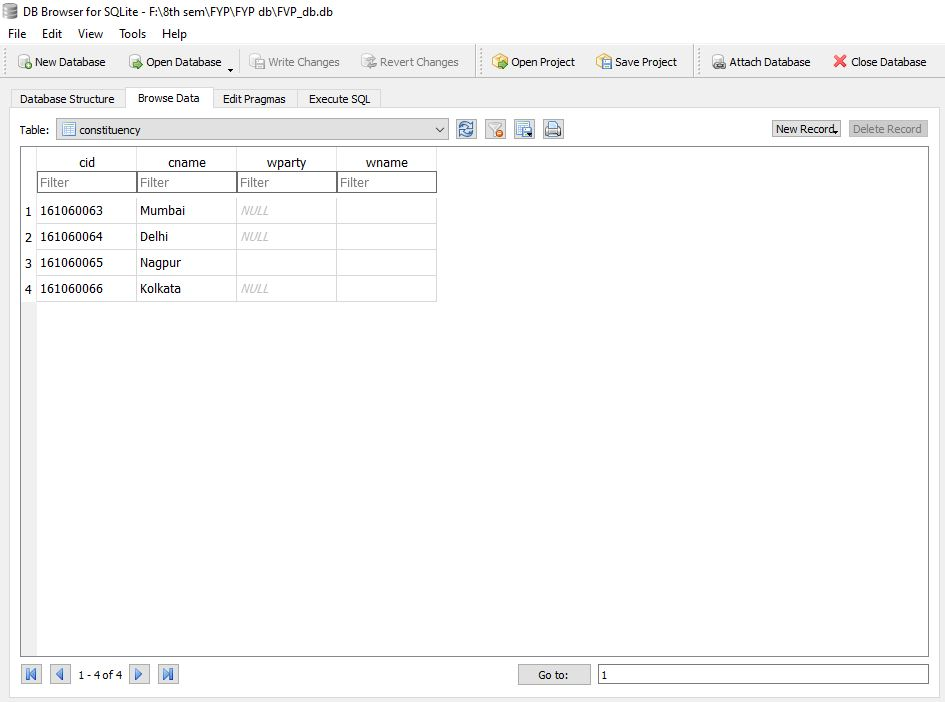 DB Browser for SQLite - F:\8th sem\FYP\FYP db\FVP_db.db
File Edit View Tools Help
New Database Open Database Write Changes Revert Changes Open Project Save Project Attach Database Close Database
Database Structure Browse Data Edit Pragmas Execute SQL
Table: constituency New Record Delete Record
cid cname wparty wname
Filter Filter Filter Filter
1 161060063 Mumbai NULL
2 161060064 Delhi NULL
3 161060065 Nagpur
4 161060066 Kolkata NULL
1 - 4 of 4 Go to: 1